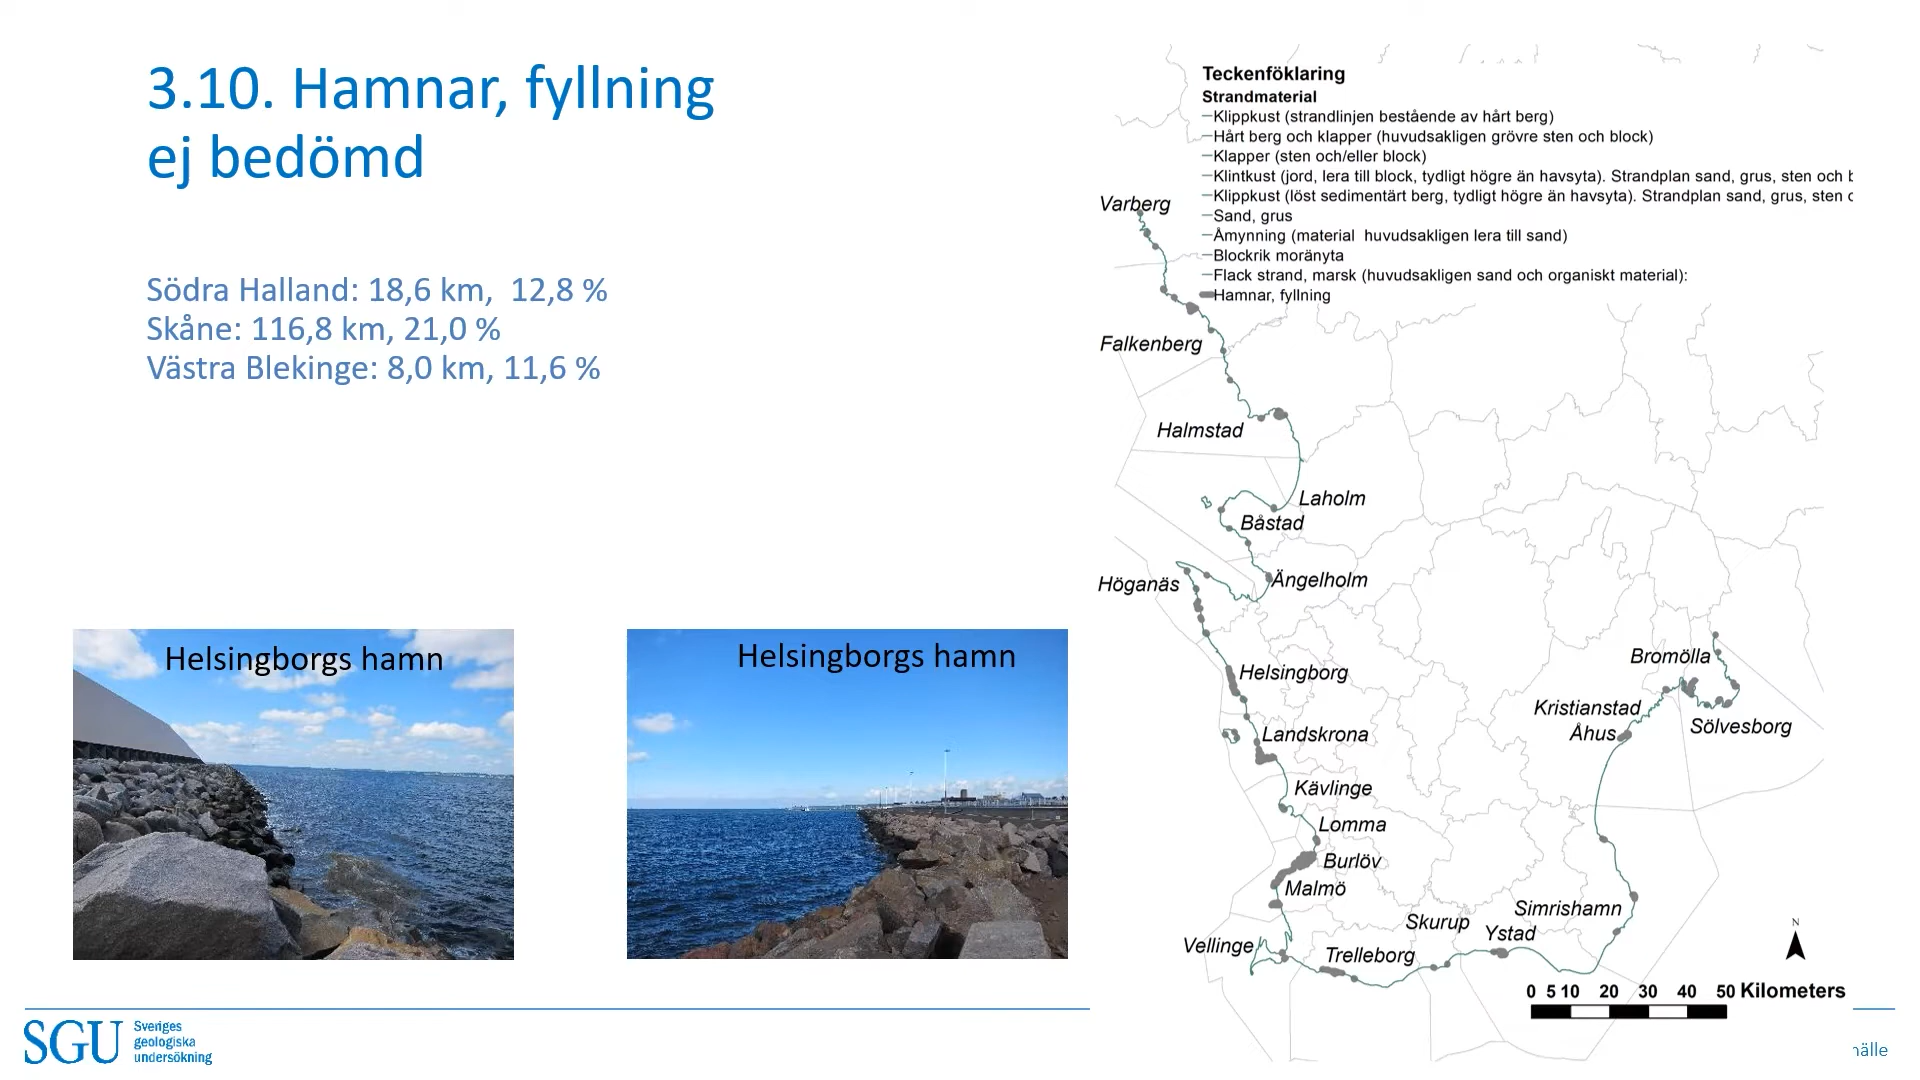 3.10. Hamnar, fyllning
ej bedömd
Södra Halland: 18,6 km, 12,8 %
Skåne: 116,8 km, 21,0 %
Västra Blekinge: 8,0 km, 11,6 %
Helsingborgs hamn
Helsingborgs hamn
Teckenföklaring
Strandmaterial
Klippkust (strandlinjen bestående av hårt berg)
Hårt berg och klapper (huvudsakligen grövre sten och block)
Klapper (sten och/eller block)
Klintkust (jord, lera till block, tydligt högre än havsyta). Strandplan sand, grus, sten och
Klippkust (löst sedimentärt berg, tydligt högre än havsyta). Strandplan sand, grus, sten
Sand, grus
Åmynning (material huvudsakligen lera till sand)
Blockrik moränyta
Flack strand, marsk (huvudsakligen sand och organiskt material):
Hamnar, fyllning
Varberg
Falkenberg
Halmstad
Laholm
Båstad
Ängelholm
Höganäs
Helsingborg
Landskrona
Kävlinge
Lomma
Burlöv
Malmö
Vellinge
Trelleborg
Skurup
Ystad
Simrishamn
Bromölla
Kristianstad
Åhus
Sölvesborg
N
0 5 10 20 30 40 50 Kilometers
SGU
Sveriges
geologiska
undersökning